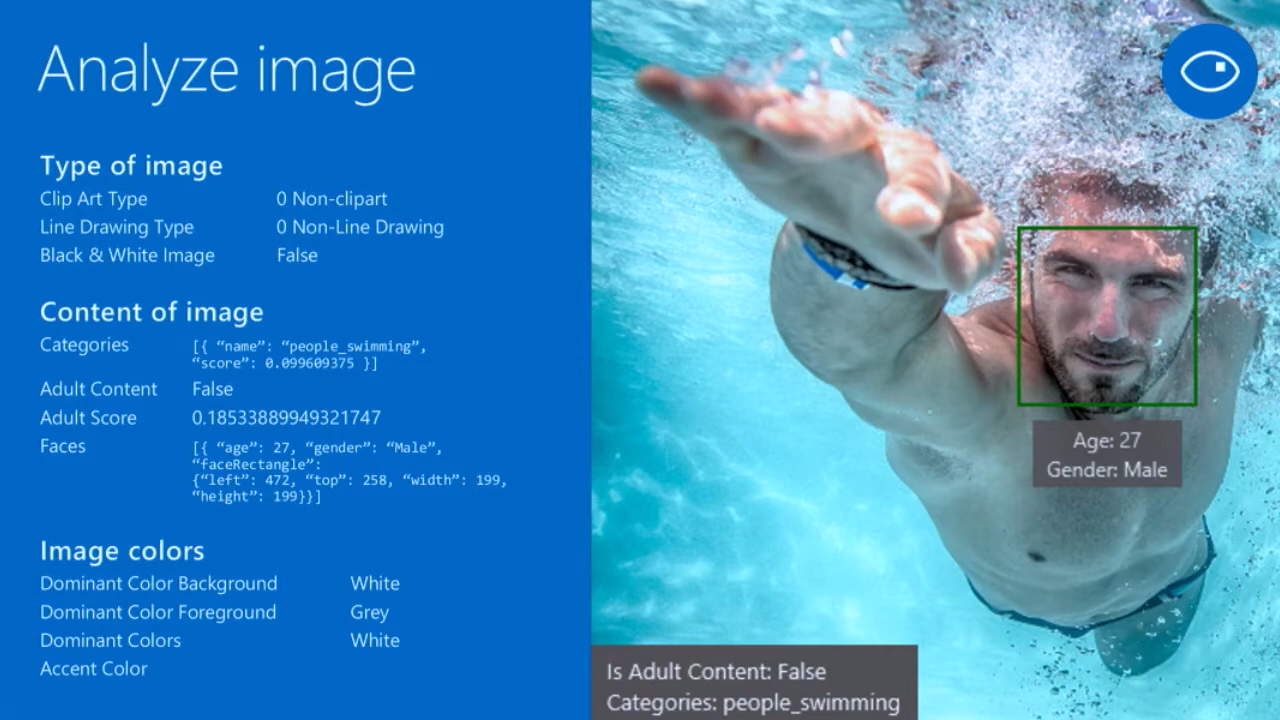 Analyze image
Type of image
Clip Art Type 0 Non-clipart
Line Drawing Type 0 Non-Line Drawing
Black & White Image False
Content of image
Categories [{ “name”: “people_swimming”,
“score”: 0.099609375 }]
Adult Content False
Adult Score 0.18533889949321747
Faces [{ “age”: 27, “gender”: “Male”,
“faceRectangle”:
{“left”: 472, “top”: 258, “width”: 199,
“height”: 199}}]
Image colors
Dominant Color Background White
Dominant Color Foreground Grey
Dominant Colors White
Accent Color
Age: 27
Gender: Male
Is Adult Content: False
Categories: people_swimming